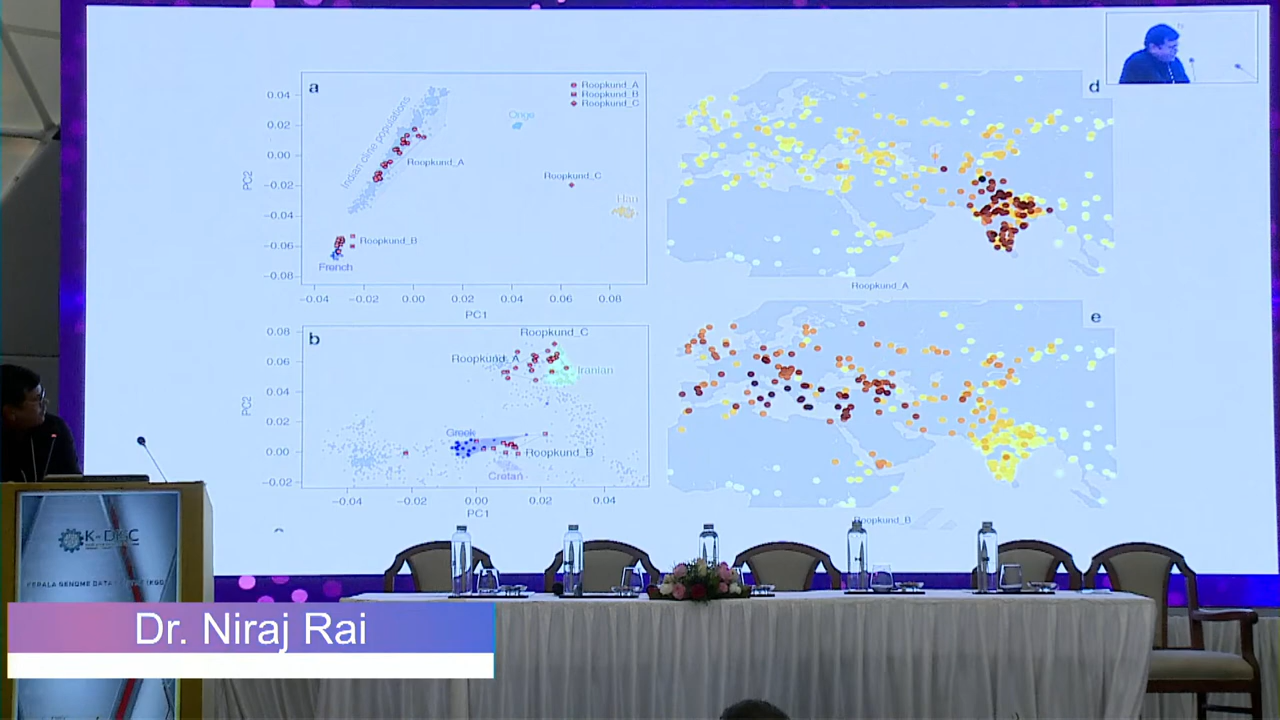 a
Roopkund_A
Roopkund_B
Roopkund_C
Indian cline populations
Onge
Roopkund_A
Roopkund_C
Han
Roopkund_B
French
PC2
0.04
0.02
0.00
−0.02
−0.04
−0.06
−0.08
−0.04
−0.02
0.00
0.02
0.04
0.06
0.08
PC1
d
Roopkund_A
b
Roopkund_C
Roopkund_A
Iranian
Greek
Roopkund_B
Cretan
PC2
0.08
0.06
0.04
0.02
0.00
−0.02
−0.04
−0.02
0.00
0.02
0.04
PC1
e
Roopkund_B
K-DISC
Dr. Niraj Rai